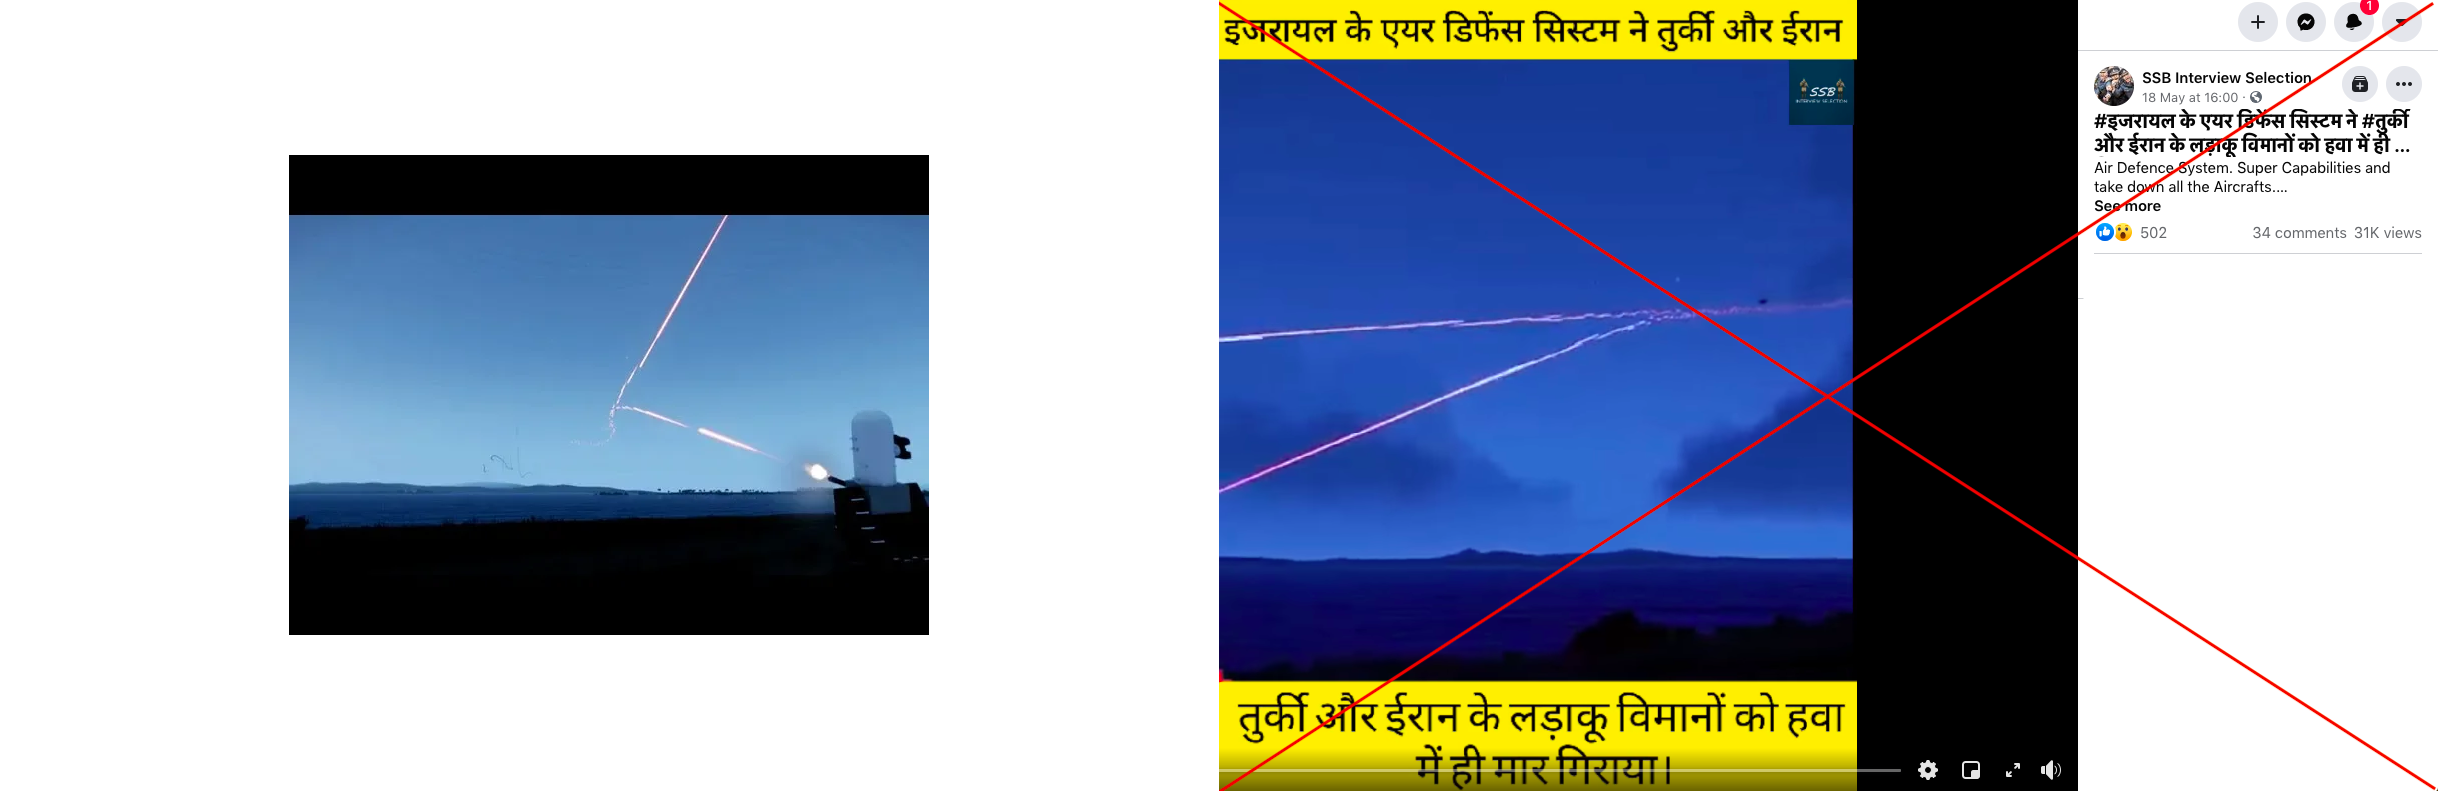 इजरायल के एयर डिफेंस सिस्टम ने तुर्की और ईरान
SSB
INTERVIEW SELECTION
तुर्की और ईरान के लड़ाकू विमानों को हवा
में ही मार गिराया।
1
SSB Interview Selection
18 May at 16:00 ·
#इजरायल के एयर डिफेंस सिस्टम ने #तुर्की
और ईरान के लड़ाकू विमानों को हवा में ही ...
Air Defence System. Super Capabilities and
take down all the Aircrafts....
See more
502
34 comments 31K views